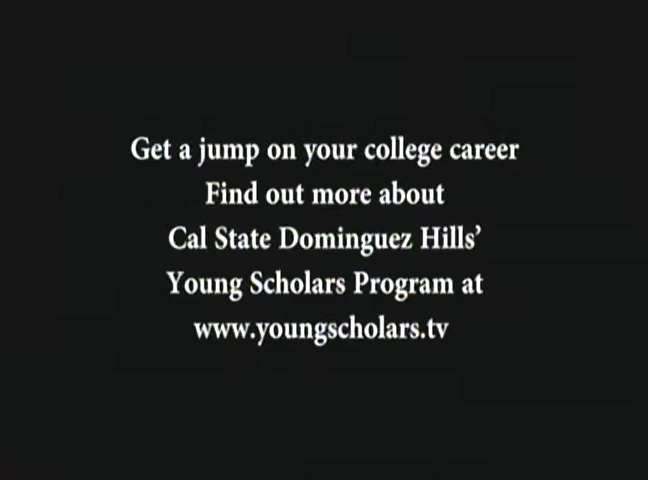 Get a jump on your college career
Find out more about
Cal State Dominguez Hills’
Young Scholars Program at
www.youngscholars.tv